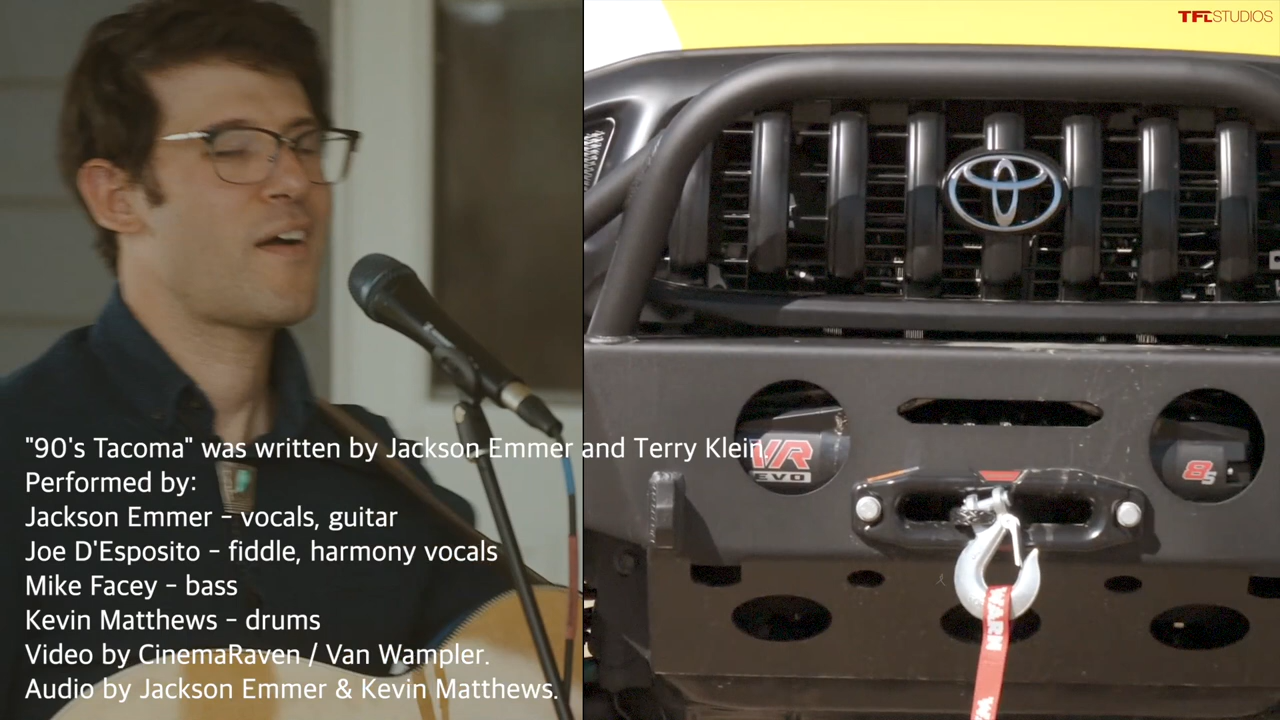 TFLSTUDIOS
"90's Tacoma" was written by Jackson Emmer and Terry Klein.
Performed by:
Jackson Emmer - vocals, guitar
Joe D'Esposito - fiddle, harmony vocals
Mike Facey - bass
Kevin Matthews - drums
Video by CinemaRaven / Van Wampler.
Audio by Jackson Emmer & Kevin Matthews.
VR
EVO
8s
WARN
WA